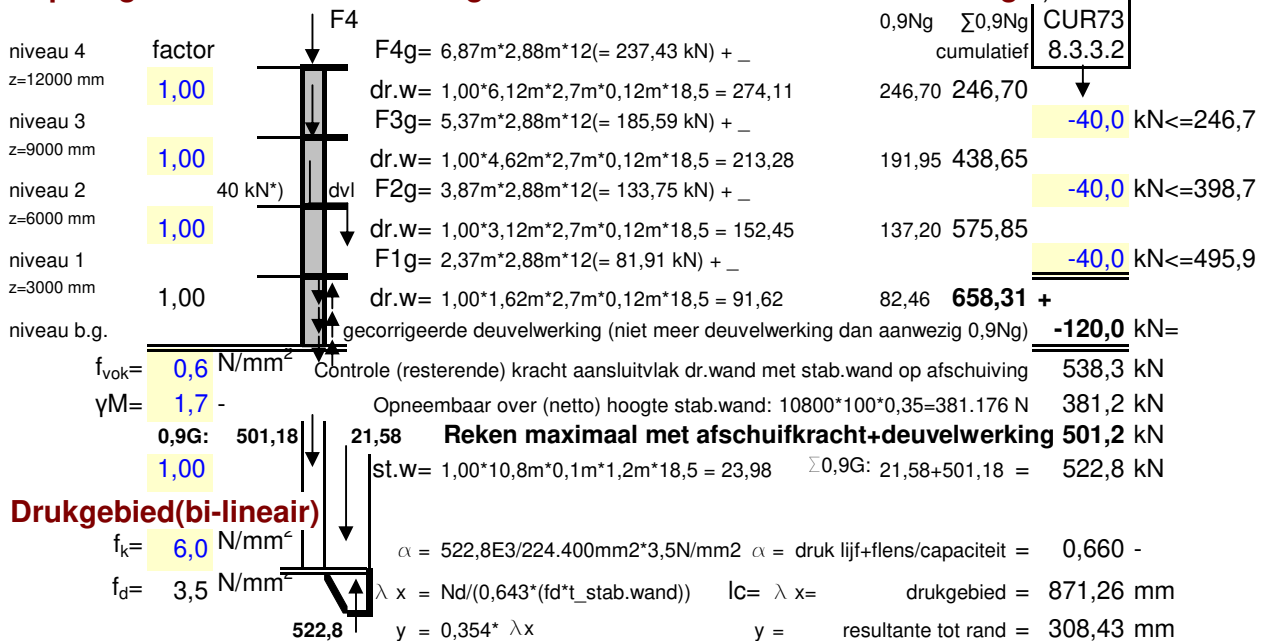 F4 0,9Ng ∑0,9Ng CUR73
niveau 4 factor F4g= 6,87m*2,88m*12(= 237,43 kN) + _ cumulatief 8.3.3.2
z=12000 mm 1,00 dr.w= 1,00*6,12m*2,7m*0,12m*18,5 = 274,11 246,70 246,70
niveau 3 F3g= 5,37m*2,88m*12(= 185,59 kN) + _ -40,0 kN<=246,7
z=9000 mm 1,00 dr.w= 1,00*4,62m*2,7m*0,12m*18,5 = 213,28 191,95 438,65
niveau 2 40 kN*) dvl F2g= 3,87m*2,88m*12(= 133,75 kN) + _ -40,0 kN<=398,7
z=6000 mm 1,00 dr.w= 1,00*3,12m*2,7m*0,12m*18,5 = 152,45 137,20 575,85
niveau 1 F1g= 2,37m*2,88m*12(= 81,91 kN) + _ -40,0 kN<=495,9
z=3000 mm 1,00 dr.w= 1,00*1,62m*2,7m*0,12m*18,5 = 91,62 82,46 658,31 +
niveau b.g. gecorrigeerde deuvelwerking (niet meer deuvelwerking dan aanwezig 0,9Ng) -120,0 kN=
fvok= 0,6 N/mm2 Controle (resterende) kracht aansluitvlak dr.wand met stab.wand op afschuiving 538,3 kN
γM= 1,7 - Opneembaar over (netto) hoogte stab.wand: 10800*100*0,35=381.176 N 381,2 kN
0,9G: 501,18 21,58 Reken maximaal met afschuifkracht+deuvelwerking 501,2 kN
1,00 st.w= 1,00*10,8m*0,1m*1,2m*18,5 = 23,98 ∑0,9G: 21,58+501,18 = 522,8 kN
Drukgebied(bi-lineair)
fk= 6,0 N/mm2 α = 522,8E3/224.400mm2*3,5N/mm2 α = druk lijf+flens/capaciteit = 0,660 -
fd= 3,5 N/mm2 λ x = Nd/(0,643*(fd*t_stab.wand)) lc= λ x= drukgebied = 871,26 mm
522,8 y = 0,354* λx y = resultante tot rand = 308,43 mm